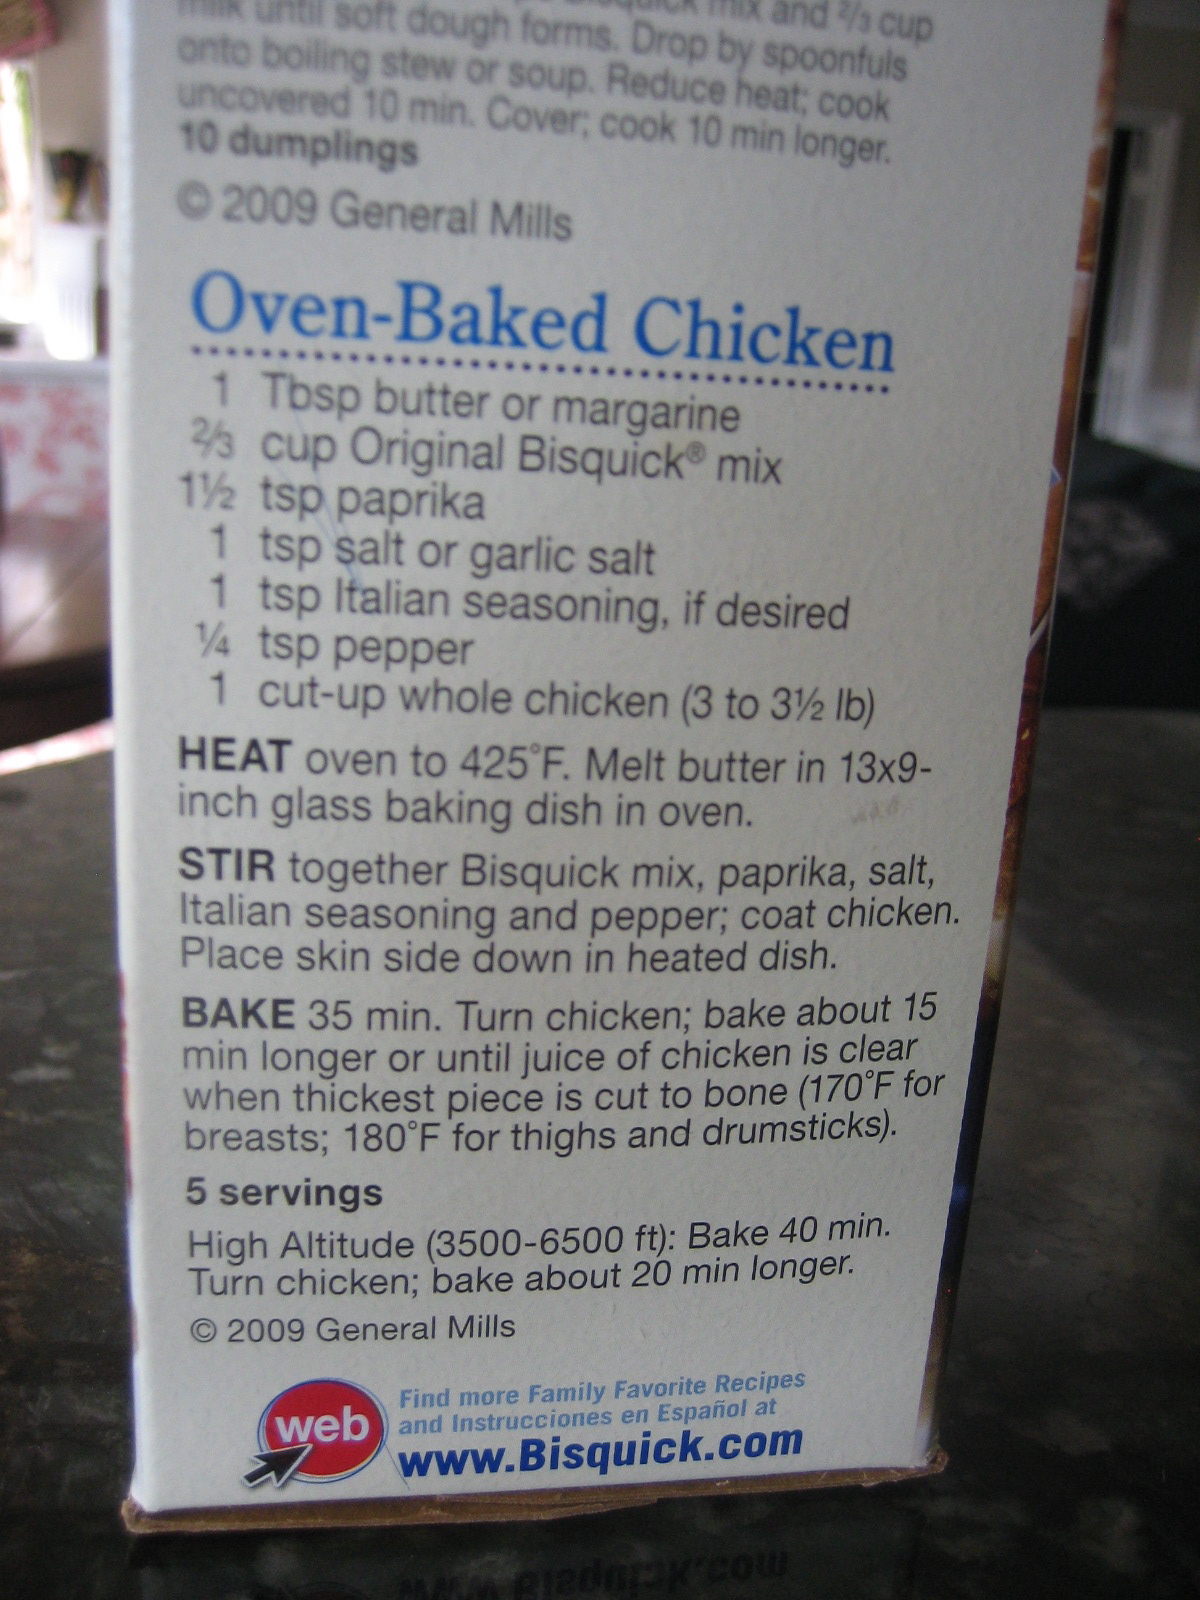 Bisquick mix and 2/3 cup
milk until soft dough forms. Drop by spoonfuls
onto boiling stew or soup. Reduce heat; cook
uncovered 10 min. Cover; cook 10 min longer.
10 dumplings
© 2009 General Mills
Oven-Baked Chicken
1 Tbsp butter or margarine
2/3 cup Original Bisquick® mix
1½ tsp paprika
1 tsp salt or garlic salt
1 tsp Italian seasoning, if desired
¼ tsp pepper
1 cut-up whole chicken (3 to 3½ lb)
HEAT oven to 425°F. Melt butter in 13x9-
inch glass baking dish in oven.
STIR together Bisquick mix, paprika, salt,
Italian seasoning and pepper; coat chicken.
Place skin side down in heated dish.
BAKE 35 min. Turn chicken; bake about 15
min longer or until juice of chicken is clear
when thickest piece is cut to bone (170°F for
breasts; 180°F for thighs and drumsticks).
5 servings
High Altitude (3500-6500 ft): Bake 40 min.
Turn chicken; bake about 20 min longer.
© 2009 General Mills
web
Find more Family Favorite Recipes
and Instrucciones en Español at
www.Bisquick.com